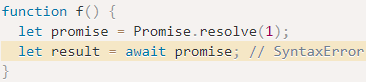 function f() {
  let promise = Promise.resolve(1);
  let result = await promise; // SyntaxError
}